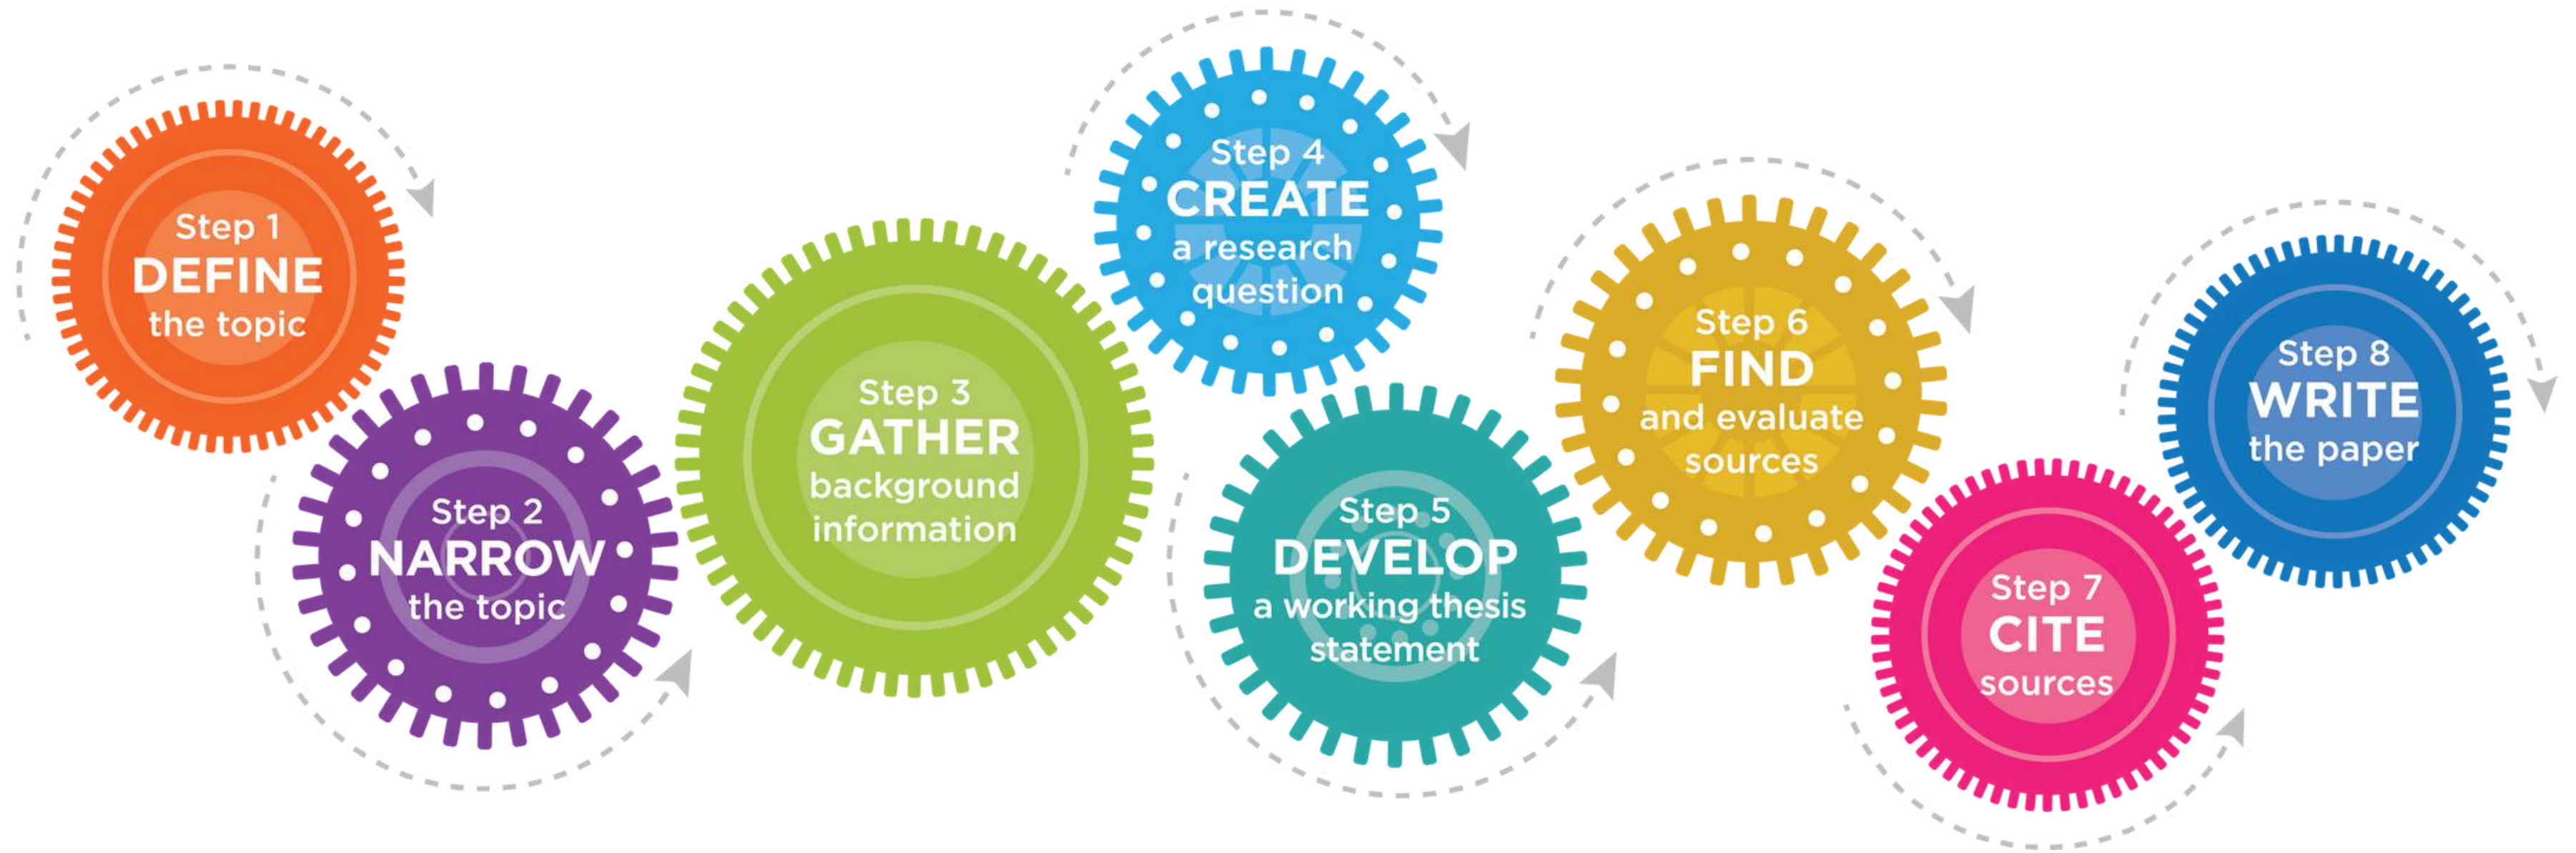 Step 1
DEFINE
the topic
Step 2
NARROW
the topic
Step 3
GATHER
background
information
Step 4
CREATE
a research
question
Step 5
DEVELOP
a working thesis
statement
Step 6
FIND
and evaluate
sources
Step 7
CITE
sources
Step 8
WRITE
the paper